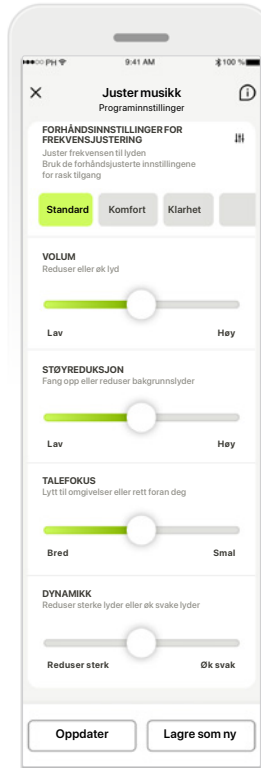 PH 9:41 AM 100 %
Juster musikk
Programinnstillinger
FORHÅNDSINNSTILLINGER FOR
FREKVENSJUSTERING
Juster frekvensen til lyden
Bruk de forhåndsjusterte innstillingene
for rask tilgang
Standard Komfort Klarhet
VOLUM
Reduser eller øk lyd
Lav Høy
STØYREDUKSJON
Fang opp eller reduser bakgrunnslyder
Lav Høy
TALEFOKUS
Lytt til omgivelser eller rett foran deg
Bred Smal
DYNAMIKK
Reduser sterke lyder eller øk svake lyder
Reduser sterk Øk svak
Oppdater Lagre som ny